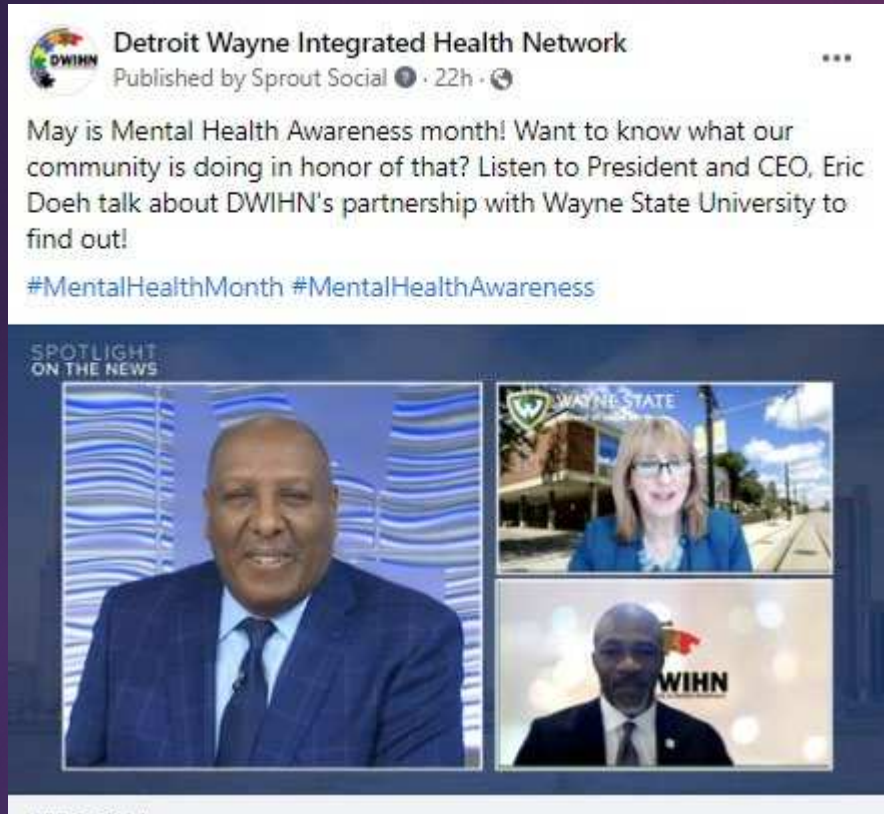 DWIHN
Detroit Wayne Integrated Health Network
Published by Sprout Social · 22h ·
May is Mental Health Awareness month! Want to know what our
community is doing in honor of that? Listen to President and CEO, Eric
Doeh talk about DWIHN's partnership with Wayne State University to
find out!
#MentalHealthMonth #MentalHealthAwareness
SPOTLIGHT
ON THE NEWS
W WAYNE STATE
DWIHN